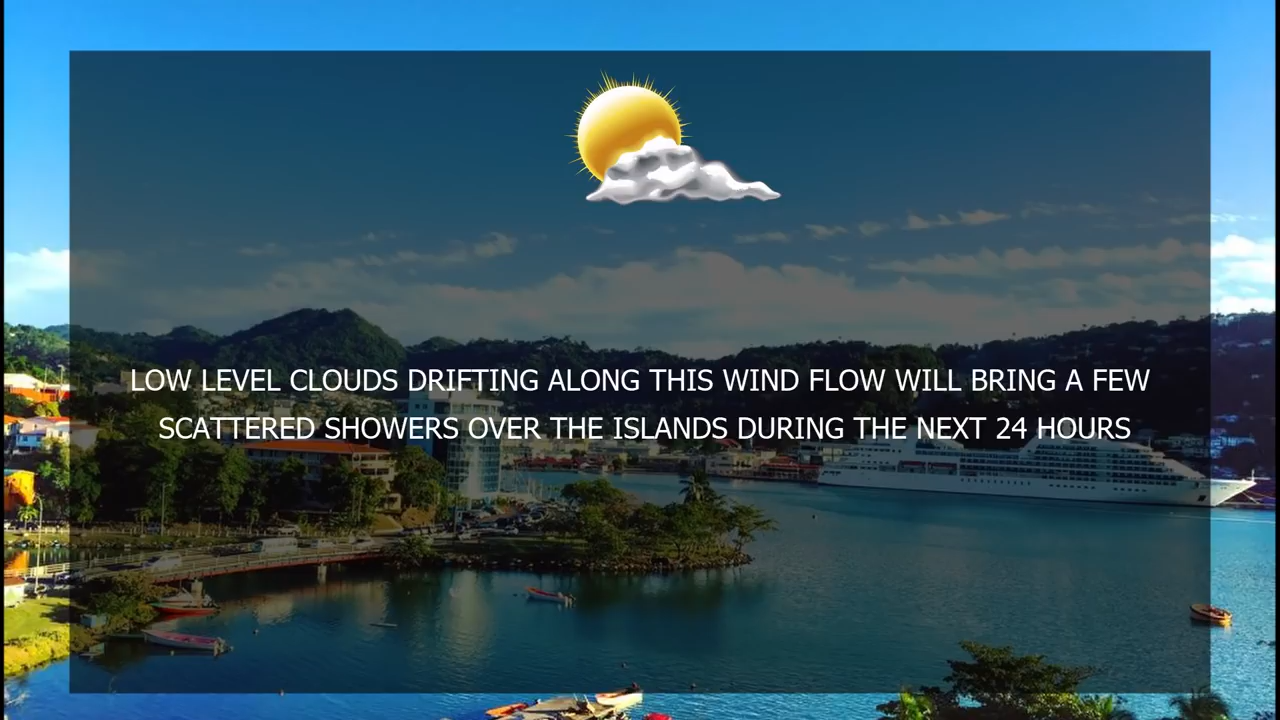 LOW LEVEL CLOUDS DRIFTING ALONG THIS WIND FLOW WILL BRING A FEW
SCATTERED SHOWERS OVER THE ISLANDS DURING THE NEXT 24 HOURS